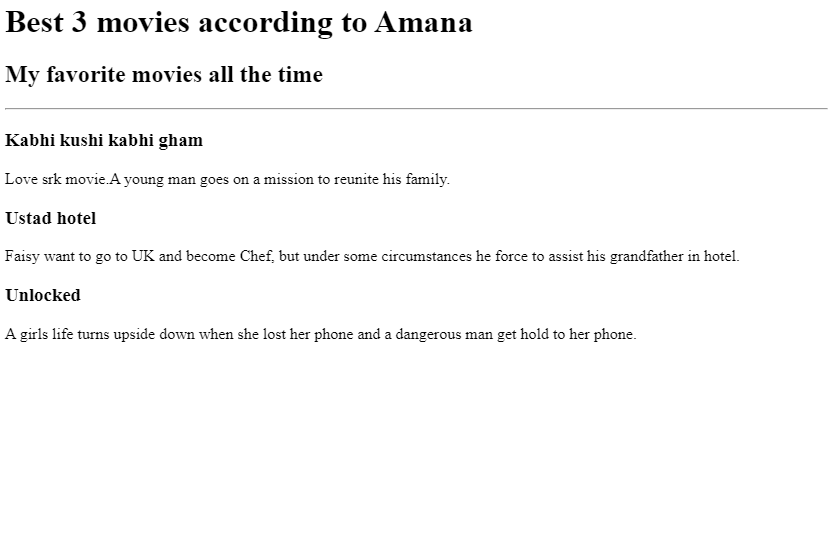 Best 3 movies according to Amana
My favorite movies all the time
Kabhi kushi kabhi gham
Love srk movie.A young man goes on a mission to reunite his family.
Ustad hotel
Faisy want to go to UK and become Chef, but under some circumstances he force to assist his grandfather in hotel.
Unlocked
A girls life turns upside down when she lost her phone and a dangerous man get hold to her phone.